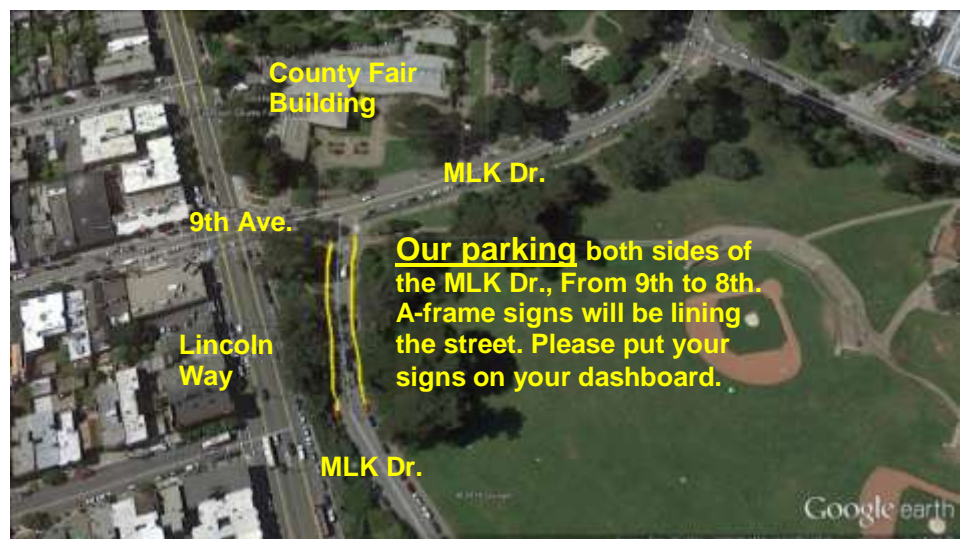 County Fair
Building
MLK Dr.
9th Ave.
Our parking both sides of
the MLK Dr., From 9th to 8th.
A-frame signs will be lining
the street. Please put your
signs on your dashboard.
Lincoln
Way
MLK Dr.
Google earth